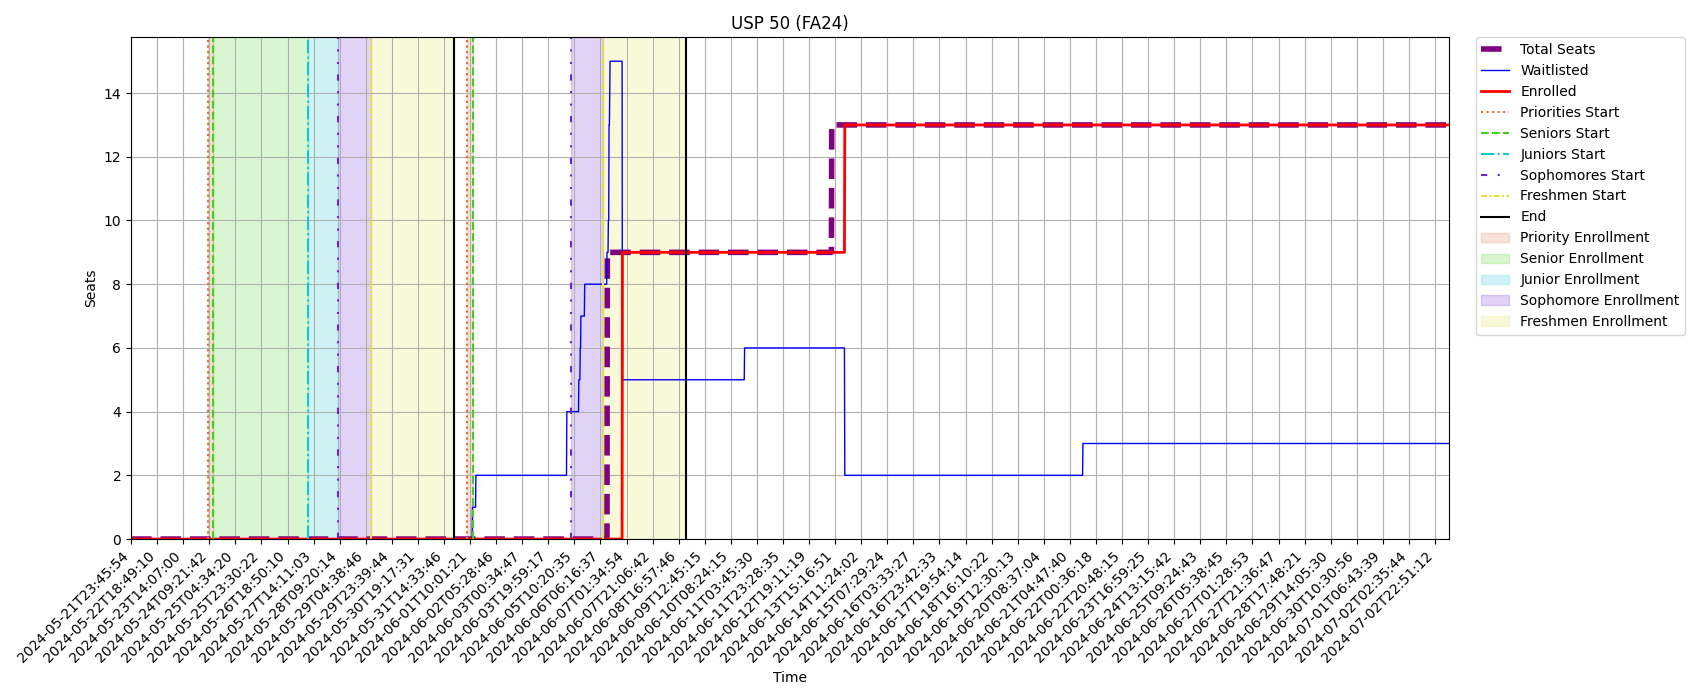 USP 50 (FA24)
Seats
14
12
10
8
6
4
2
0
2024-05-21T23:45:54
2024-05-22T18:49:10
2024-05-23T14:07:00
2024-05-24T09:21:42
2024-05-25T04:34:20
2024-05-25T23:30:22
2024-05-26T18:50:10
2024-05-27T14:11:03
2024-05-28T09:20:14
2024-05-29T04:38:46
2024-05-29T23:39:44
2024-05-30T19:17:31
2024-05-31T14:33:46
2024-06-01T10:01:21
2024-06-02T05:28:46
2024-06-03T00:34:47
2024-06-03T19:59:17
2024-06-05T10:20:35
2024-06-06T06:16:37
2024-06-07T01:34:54
2024-06-07T21:06:42
2024-06-08T16:57:46
2024-06-09T12:45:15
2024-06-10T08:24:15
2024-06-11T03:45:30
2024-06-11T23:28:35
2024-06-12T19:11:19
2024-06-13T15:16:51
2024-06-14T11:24:02
2024-06-15T07:29:24
2024-06-16T03:33:27
2024-06-16T23:42:33
2024-06-17T19:54:14
2024-06-18T16:10:22
2024-06-19T12:30:13
2024-06-20T08:37:04
2024-06-21T04:47:40
2024-06-22T00:36:18
2024-06-22T20:48:15
2024-06-23T16:59:25
2024-06-24T13:15:42
2024-06-25T09:24:43
2024-06-26T05:38:45
2024-06-27T01:28:53
2024-06-27T21:36:47
2024-06-28T17:48:21
2024-06-29T14:05:30
2024-06-30T10:30:56
2024-07-01T06:43:39
2024-07-02T02:35:44
2024-07-02T22:51:12
Time
Total Seats
Waitlisted
Enrolled
Priorities Start
Seniors Start
Juniors Start
Sophomores Start
Freshmen Start
End
Priority Enrollment
Senior Enrollment
Junior Enrollment
Sophomore Enrollment
Freshmen Enrollment